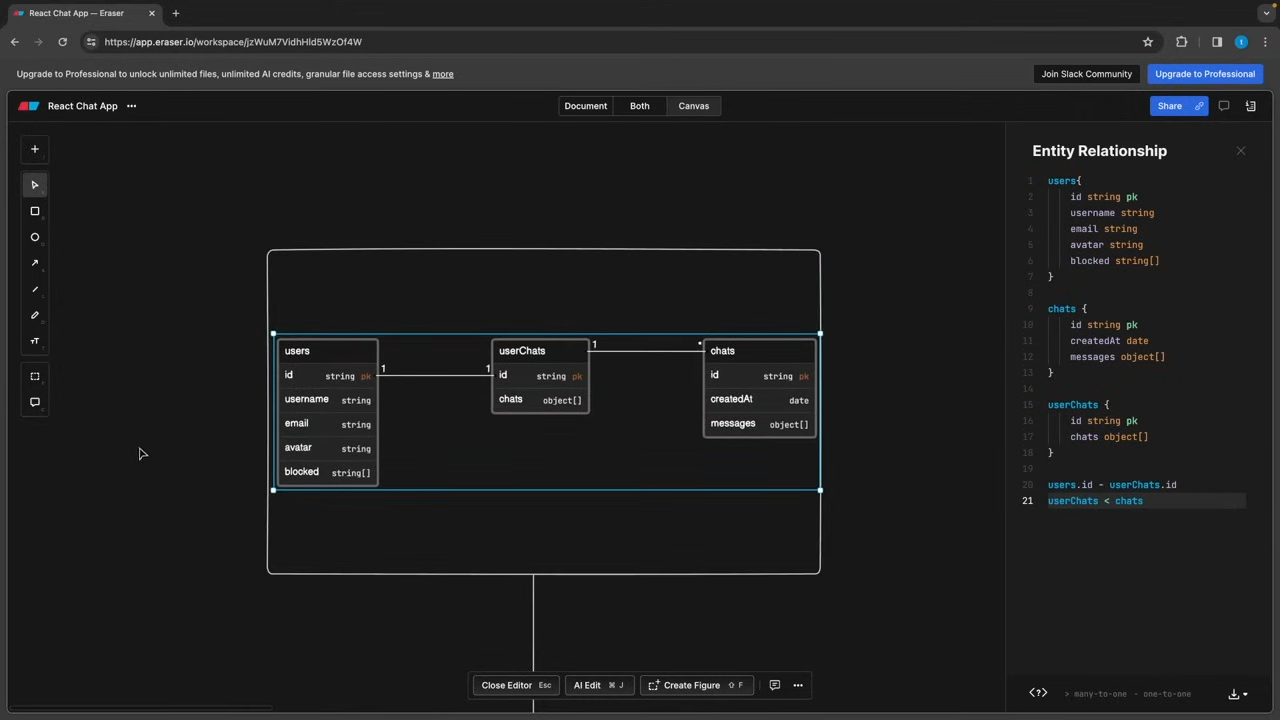 React Chat App — Eraser
https://app.eraser.io/workspace/jzWuM7VidhHld5WzOf4W
Upgrade to Professional to unlock unlimited files, unlimited AI credits, granular file access settings & more
Join Slack Community
Upgrade to Professional
React Chat App
Document
Both
Canvas
Share
users
id string pk
username string
email string
avatar string
blocked string[]
1
1
userChats
id string pk
chats object[]
1
*
chats
id string pk
createdAt date
messages object[]
Close Editor Esc
AI Edit ⌘ J
Create Figure ⇧ F
Entity Relationship
1 users{
2 id string pk
3 username string
4 email string
5 avatar string
6 blocked string[]
7 }
8
9 chats {
10 id string pk
11 createdAt date
12 messages object[]
13 }
14
15 userChats {
16 id string pk
17 chats object[]
18 }
19
20 users.id - userChats.id
21 userChats < chats
> many-to-one - one-to-one